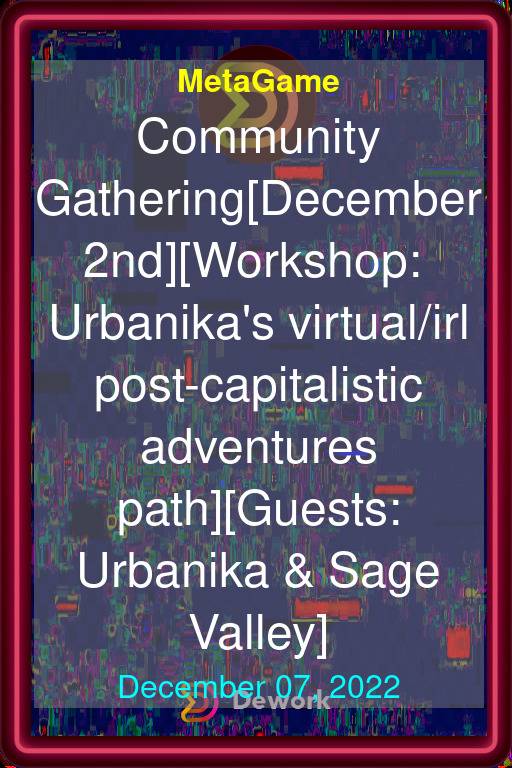 MetaGame
Community
Gathering[December
2nd][Workshop:
Urbanika's virtual/irl
post-capitalistic
adventures
path][Guests:
Urbanika & Sage
Valley]
December 07, 2022
Dework